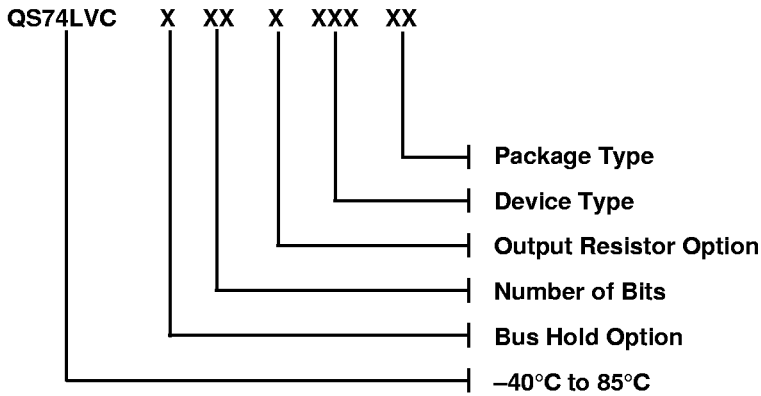 QS74LVC X XX X XXX XX
Package Type
Device Type
Output Resistor Option
Number of Bits
Bus Hold Option
–40°C to 85°C